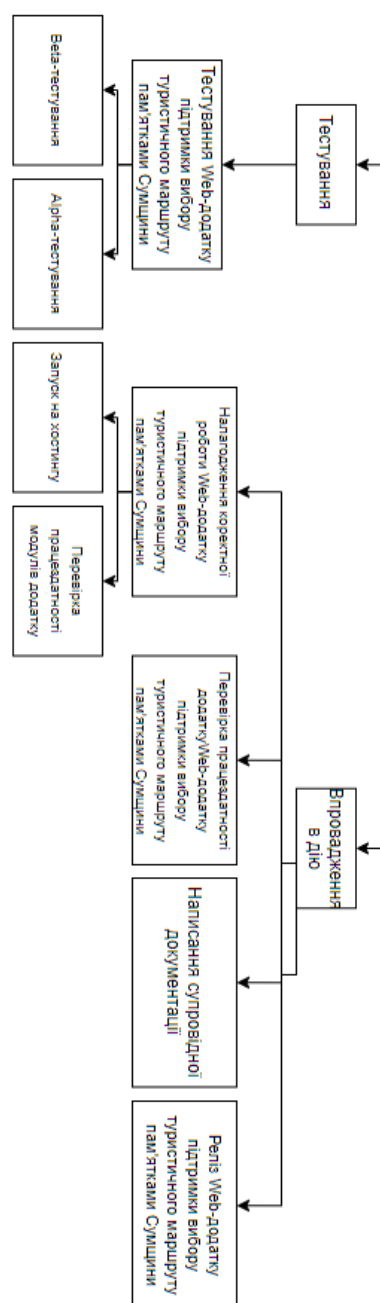 Тестування
Тестування Web-додатку
підтримки вибору
туристичного маршруту
пам'ятками Сумщини
Beta-тестування
Alpha-тестування
Впровадження
в дію
Налагодження коректної
роботи Web-додатку
підтримки вибору
туристичного маршруту
пам'ятками Сумщини
Запуск на хостингу
Перевірка
працездатності
модулів додатку
Перевірка працездатності
додаткуWeb-додатку
підтримки вибору
туристичного маршруту
пам'ятками Сумщини
Написання супровідної
документації
Реліз Web-додатку
підтримки вибору
туристичного маршруту
пам'ятками Сумщини